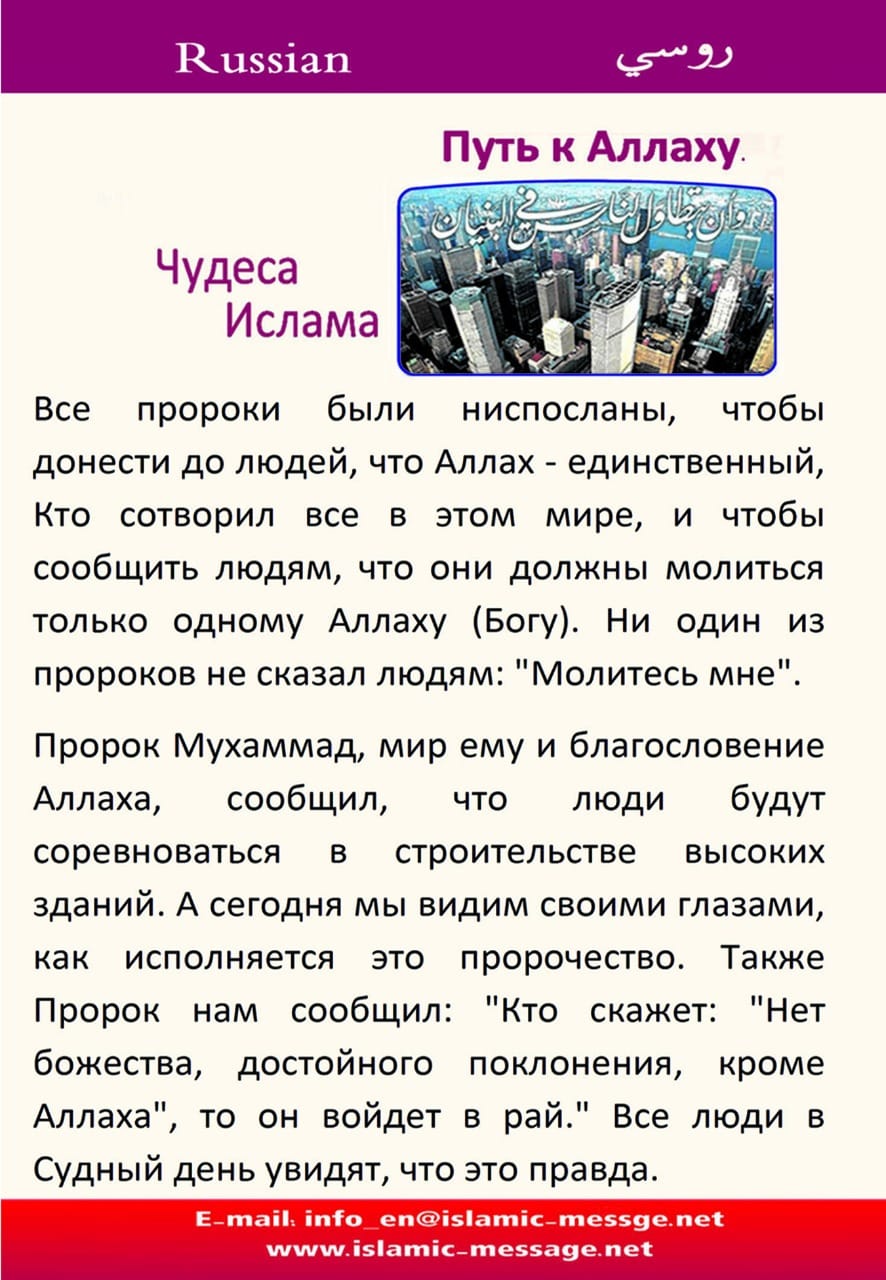 Russian روسي
Путь к Аллаху.
وأن يتطاول الناس في البنيان
Чудеса
Ислама
Все пророки были ниспосланы, чтобы
донести до людей, что Аллах - единственный,
Кто сотворил все в этом мире, и чтобы
сообщить людям, что они должны молиться
только одному Аллаху (Богу). Ни один из
пророков не сказал людям: "Молитесь мне".
Пророк Мухаммад, мир ему и благословение
Аллаха, сообщил, что люди будут
соревноваться в строительстве высоких
зданий. А сегодня мы видим своими глазами,
как исполняется это пророчество. Также
Пророк нам сообщил: "Кто скажет: "Нет
божества, достойного поклонения, кроме
Аллаха", то он войдет в рай." Все люди в
Судный день увидят, что это правда.
E-mail: info_en@islamic-messge.net
www.islamic-message.net